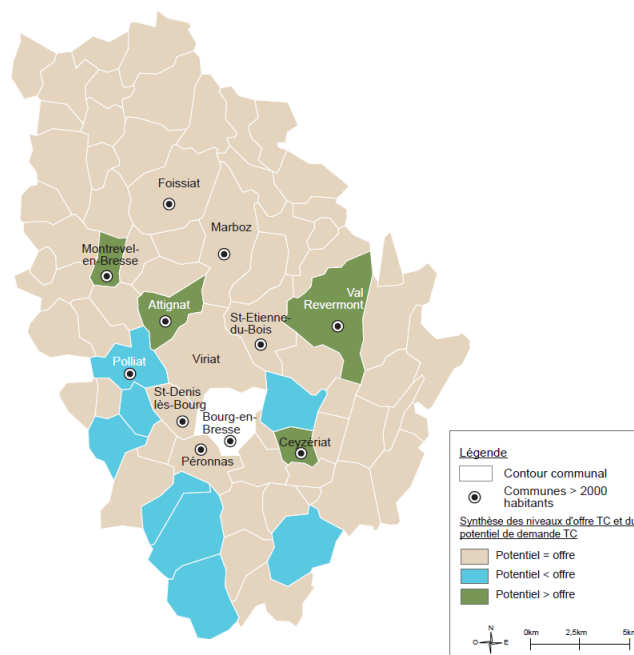 Foissiat
Marboz
Montrevel-
en-Bresse
Attignat
Val
Revermont
St-Etienne-
du-Bois
Viriat
Polliat
St-Denis
lès-Bourg
Bourg-en-
Bresse
Ceyzériat
Péronnas
Légende
Contour communal
Communes > 2000
habitants
Synthèse des niveaux d'offre TC et du
potentiel de demande TC
Potentiel = offre
Potentiel < offre
Potentiel > offre
N
O E
0km 2,5km 5km